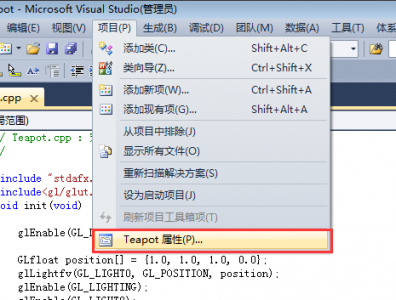 pot - Microsoft Visual Studio(管理员)
编辑(E) 视图(V) 项目(P) 生成(B) 调试(D) 团队(M) 数据(A) 工具(T) 体系
添加类(C)... Shift+Alt+C
类向导(Z)... Ctrl+Shift+X
添加新项(W)... Ctrl+Shift+A
添加现有项(G)... Shift+Alt+A
从项目中排除(J)
显示所有文件(O)
重新扫描解决方案(S)
设为启动项目(J)
刷新项目工具箱项(T)
Teapot 属性(P)...
.cpp
范围)
/ Teapot.cpp :
/
include "stdafx.
include<gl/glut.
oid init(void)
glEnable(GL_
GLfloat position[] = {1.0, 1.0, 1.0, 0.0};
glLightfv(GL_LIGHT0, GL_POSITION, position);
glEnable(GL_LIGHTING);
glEnable(GL_LIGHT0);